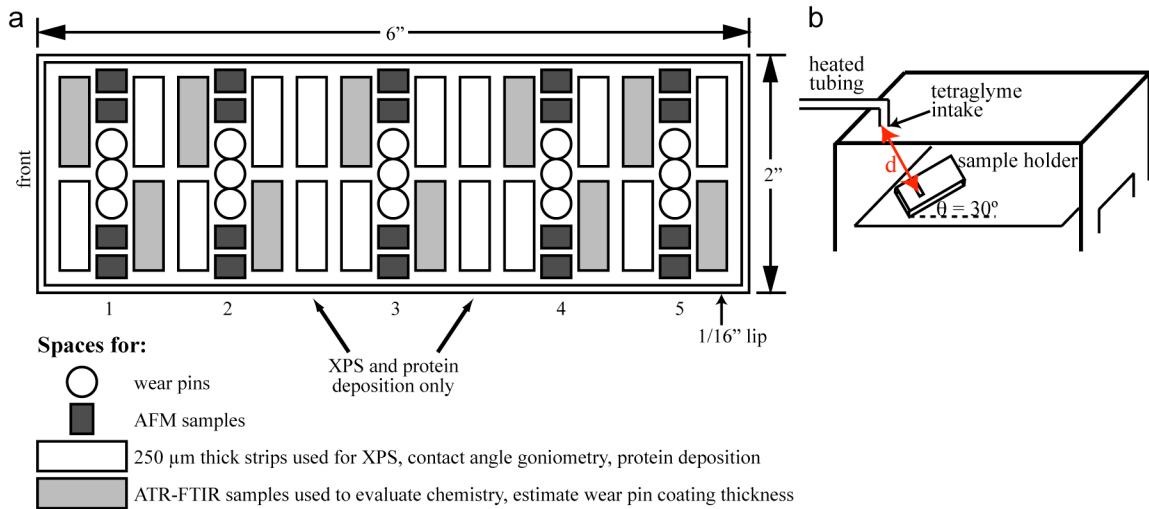 a
6”
front
2”
1
2
3
4
5
1/16” lip
XPS and protein
deposition only
Spaces for:
wear pins
AFM samples
250 µm thick strips used for XPS, contact angle goniometry, protein deposition
ATR-FTIR samples used to evaluate chemistry, estimate wear pin coating thickness
b
heated
tubing
tetraglyme
intake
d
sample holder
θ = 30º